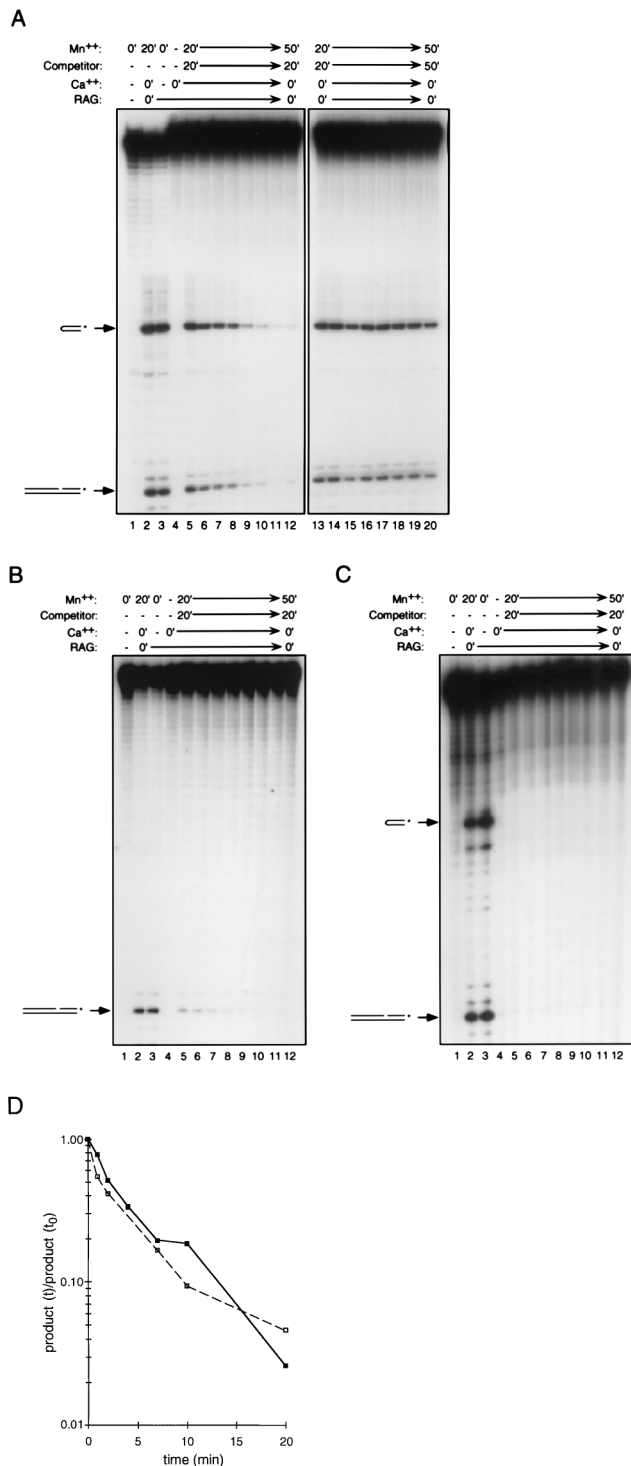 A
Mn++: 0' 20' 0' - 20' 50' 20' 50'
Competitor: - - - - 20' 20' 20' 50'
Ca++: - 0' - 0' 0' 0' 0'
RAG: - 0' 0' 0' 0'
1 2 3 4 5 6 7 8 9 10 11 12 13 14 15 16 17 18 19 20
B
Mn++: 0' 20' 0' - 20' 50'
Competitor: - - - - 20' 20'
Ca++: - 0' - 0' 0'
RAG: - 0' 0'
1 2 3 4 5 6 7 8 9 10 11 12
C
Mn++: 0' 20' 0' - 20' 50'
Competitor: - - - - 20' 20'
Ca++: - 0' - 0' 0'
RAG: - 0' 0'
1 2 3 4 5 6 7 8 9 10 11 12
D
1.00
0.10
0.01
product (t)/product (t0)
0 5 10 15 20
time (min)